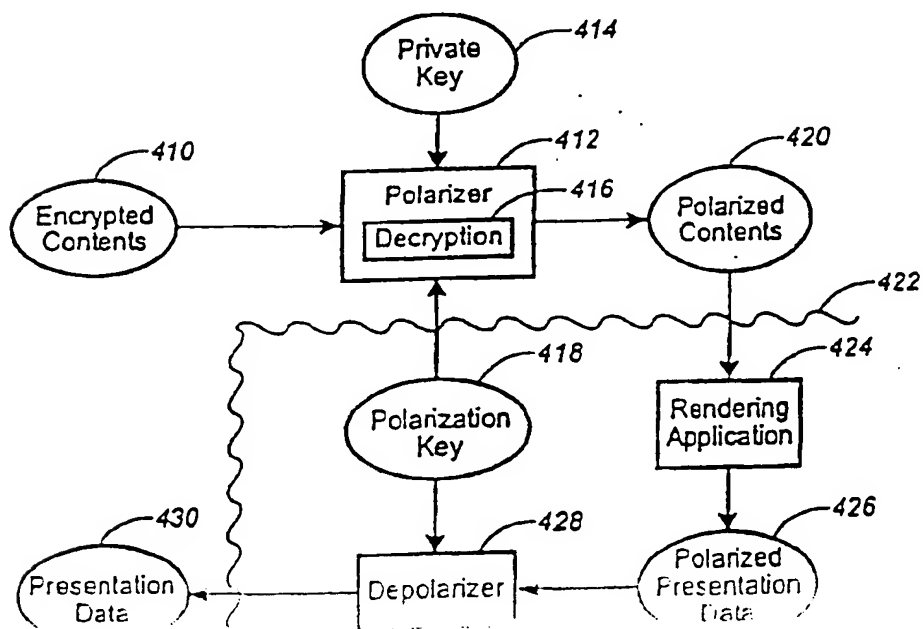 414
Private
Key
410
412
420
Polarizer
416
Encrypted
Contents
Decryption
Polarized
Contents
422
418
424
Polarization
Key
Rendering
Application
430
428
426
Presentation
Data
Depolarizer
Polarized
Presentation
Data